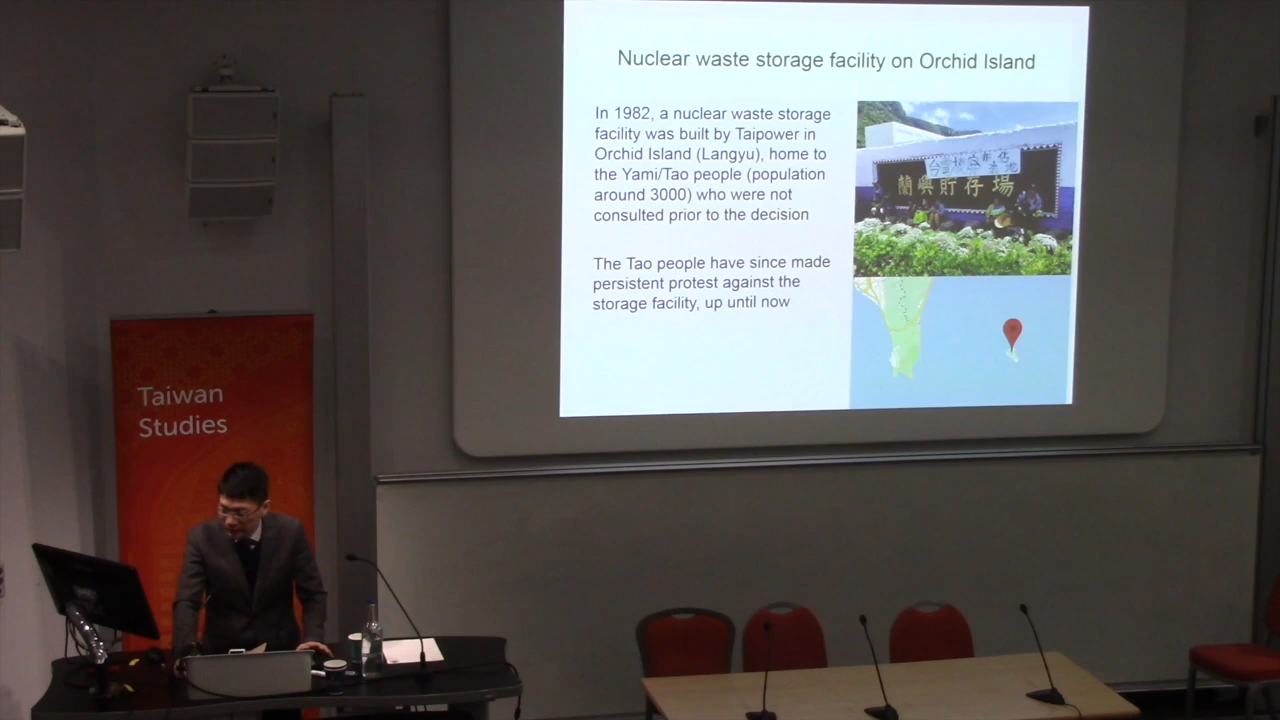 Nuclear waste storage facility on Orchid Island
In 1982, a nuclear waste storage
facility was built by Taipower in
Orchid Island (Langyu), home to
the Yami/Tao people (population
around 3000) who were not
consulted prior to the decision
The Tao people have since made
persistent protest against the
storage facility, up until now
蘭嶼貯存場
Taiwan
Studies